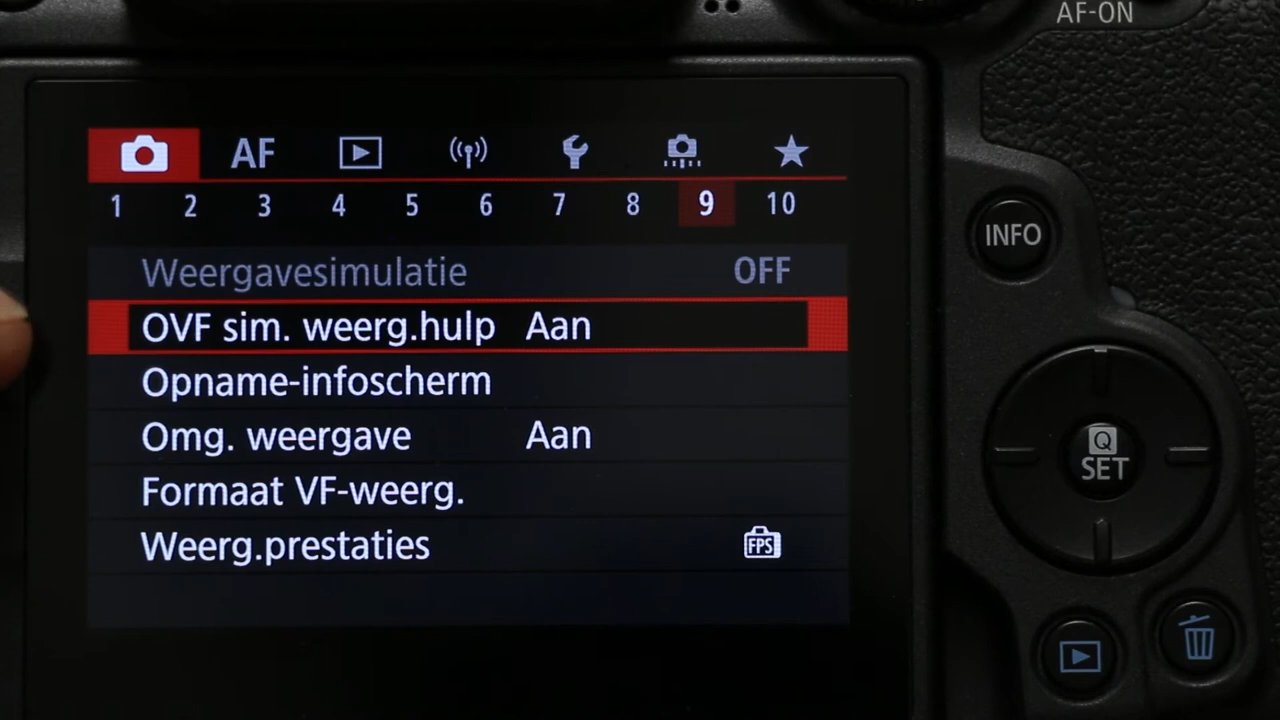 AF-ON
AF
1 2 3 4 5 6 7 8 9 10
INFO
Weergavesimulatie OFF
OVF sim. weerg.hulp Aan
Opname-infoscherm
Omg. weergave Aan
Q
SET
Formaat VF-weerg.
Weerg.prestaties FPS